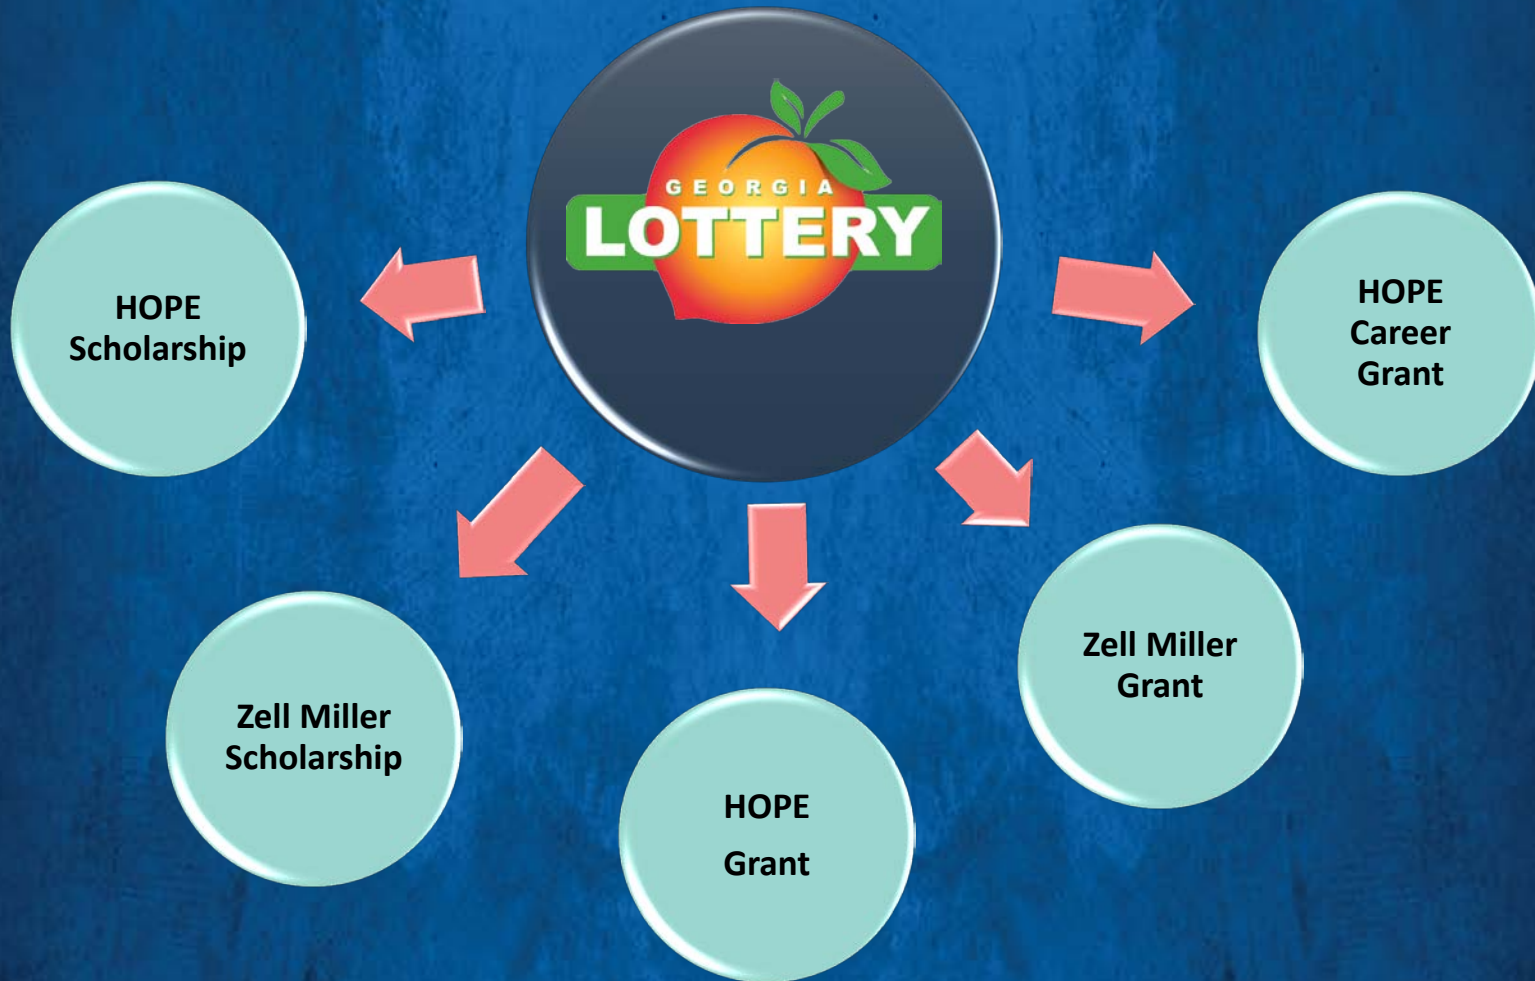 GEORGIA
LOTTERY
HOPE
Scholarship
HOPE
Career
Grant
Zell Miller
Scholarship
Zell Miller
Grant
HOPE
Grant